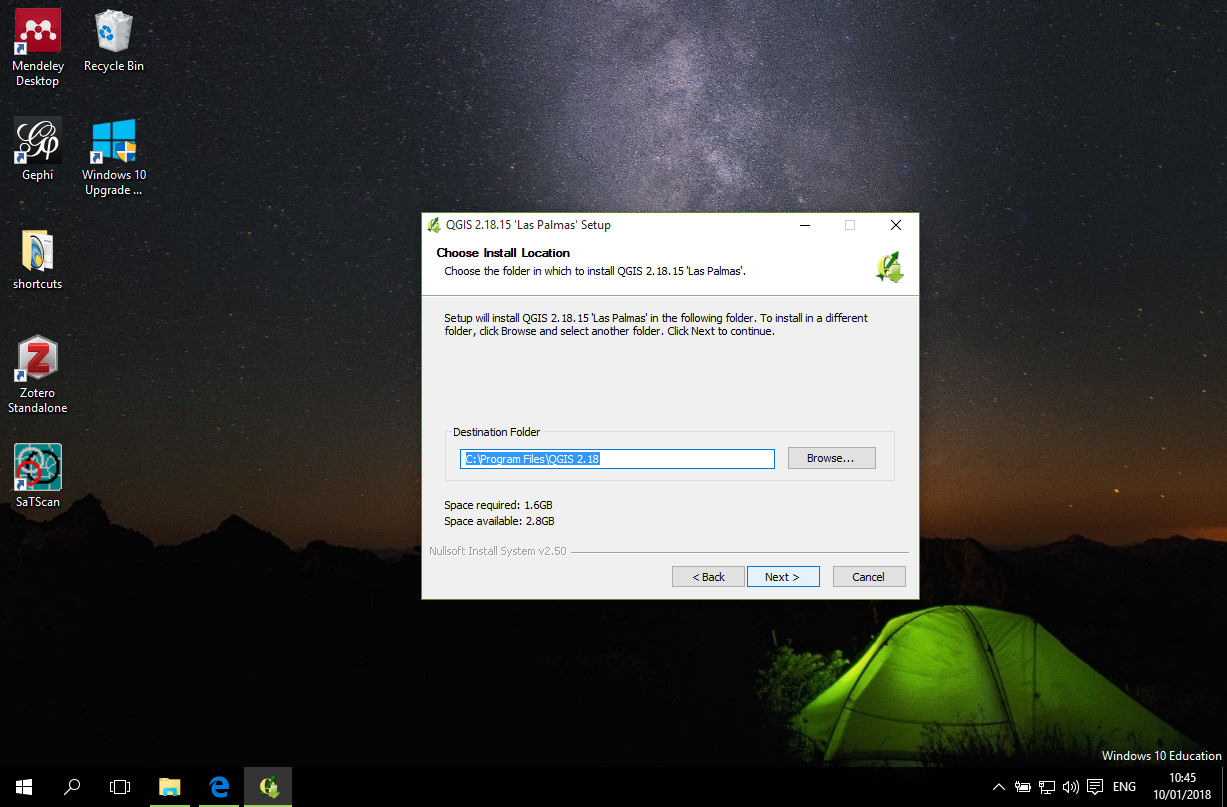 Mendeley
Desktop
Recycle Bin
Gephi
Windows 10
Upgrade ...
shortcuts
Zotero
Standalone
SaTScan
QGIS 2.18.15 'Las Palmas' Setup
Choose Install Location
Choose the folder in which to install QGIS 2.18.15 'Las Palmas'.
Setup will install QGIS 2.18.15 'Las Palmas' in the following folder. To install in a different
folder, click Browse and select another folder. Click Next to continue.
Destination Folder
C:\Program Files\QGIS 2.18
Browse...
Space required: 1.6GB
Space available: 2.8GB
Nullsoft Install System v2.50
< Back
Next >
Cancel
Windows 10 Education
ENG
10:45
10/01/2018